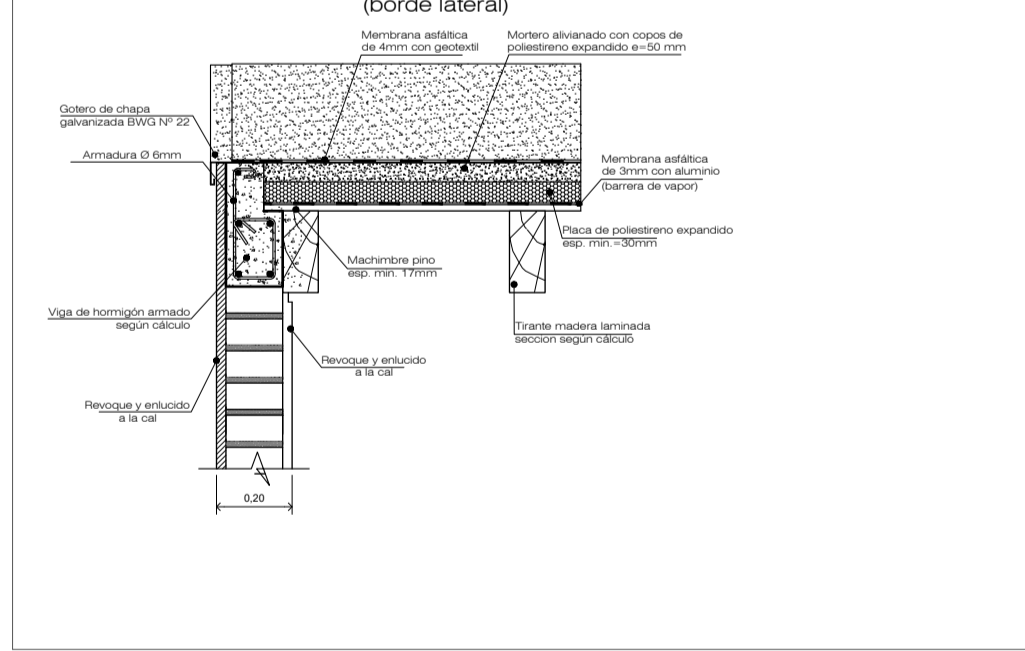 (borde lateral)
Membrana asfáltica
de 4mm con geotextil
Mortero alivianado con copos de
poliestireno expandido e=50 mm
Gotero de chapa
galvanizada BWG Nº 22
Armadura Ø 6mm
Membrana asfáltica
de 3mm con aluminio
(barrera de vapor)
Placa de poliestireno expandido
esp. min.=30mm
Machimbre pino
esp. min. 17mm
Viga de hormigón armado
según cálculo
Tirante madera laminada
seccion según cálculo
Revoque y enlucido
a la cal
Revoque y enlucido
a la cal
0,20